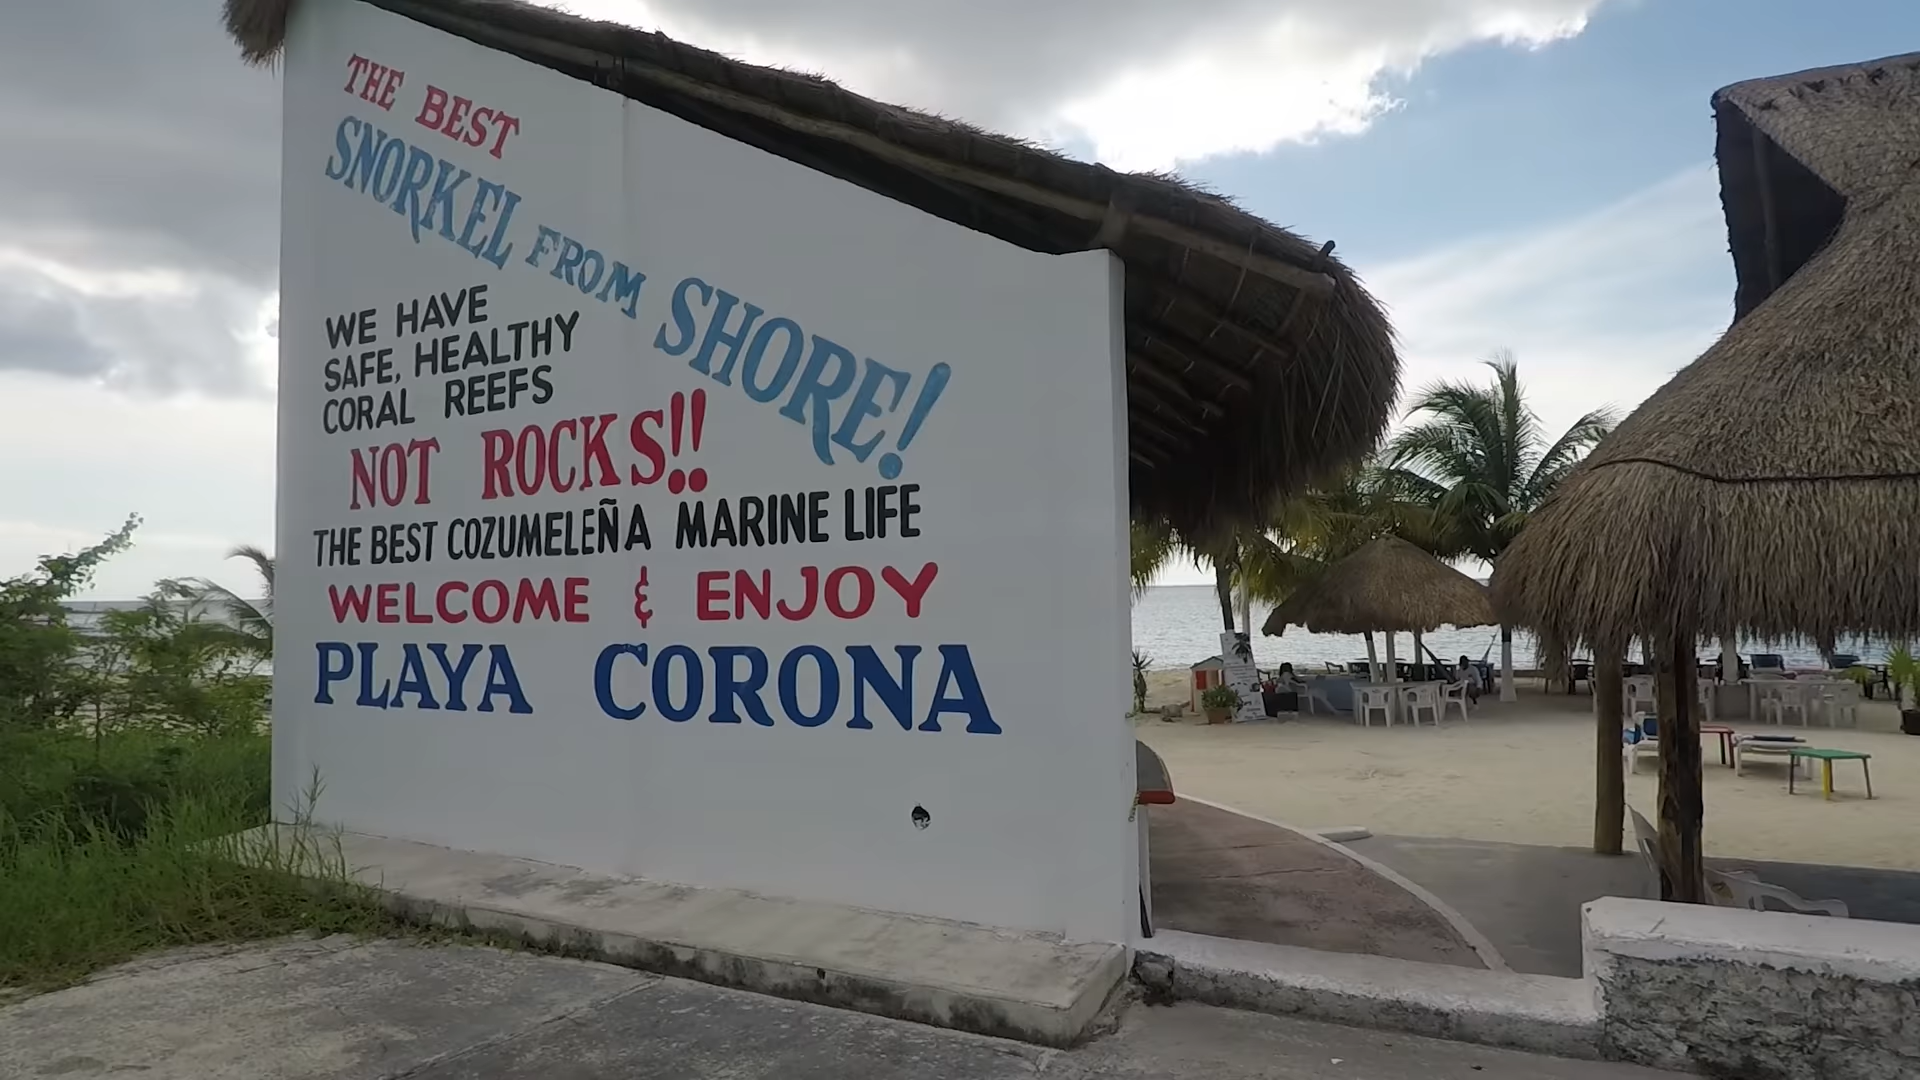 THE BEST
SNORKEL FROM SHORE!
WE HAVE
SAFE, HEALTHY
CORAL REEFS
NOT ROCKS!!
THE BEST COZUMELEÑA MARINE LIFE
WELCOME & ENJOY
PLAYA CORONA